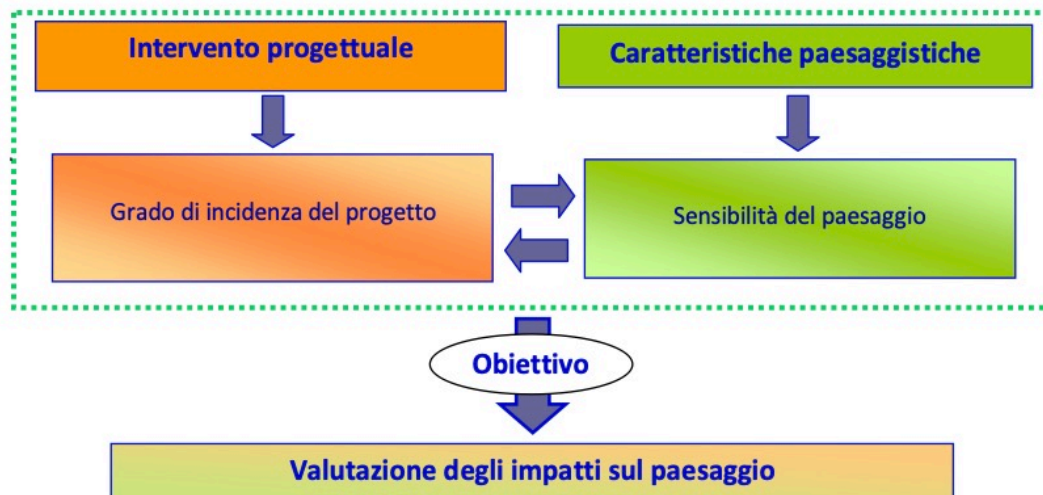 Intervento progettuale
Caratteristiche paesaggistiche
Grado di incidenza del progetto
Sensibilità del paesaggio
Obiettivo
Valutazione degli impatti sul paesaggio